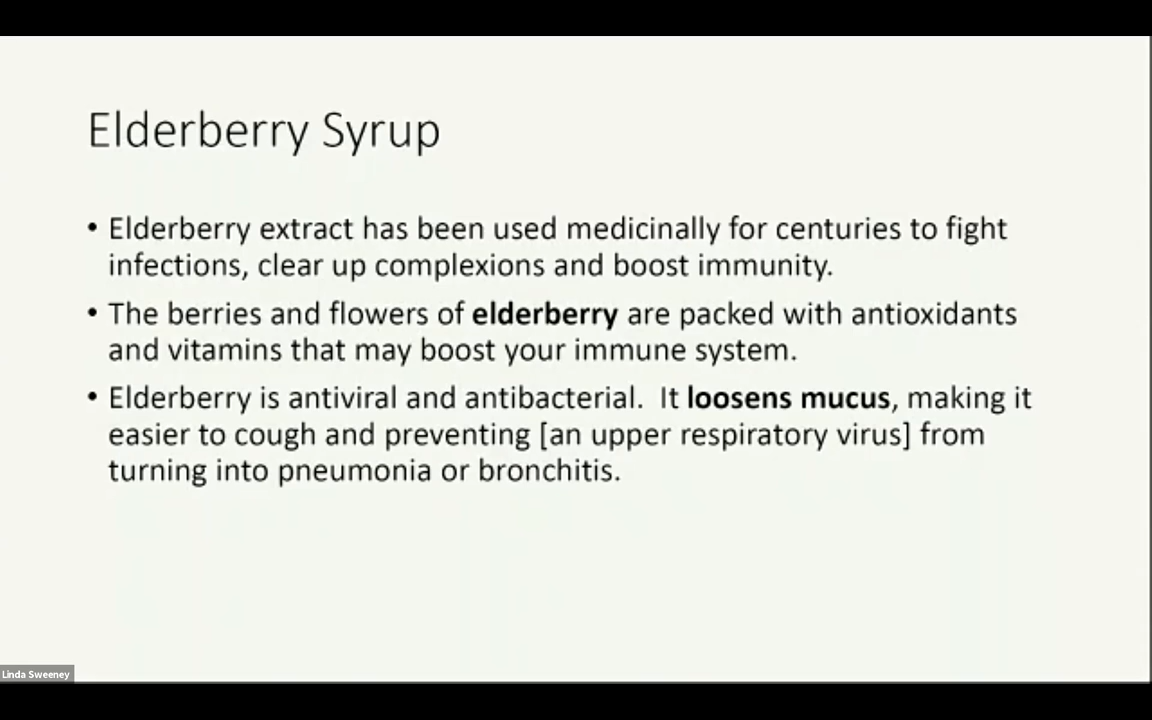 Elderberry Syrup
• Elderberry extract has been used medicinally for centuries to fight
infections, clear up complexions and boost immunity.
• The berries and flowers of elderberry are packed with antioxidants
and vitamins that may boost your immune system.
• Elderberry is antiviral and antibacterial.  It loosens mucus, making it
easier to cough and preventing [an upper respiratory virus] from
turning into pneumonia or bronchitis.
Linda Sweeney